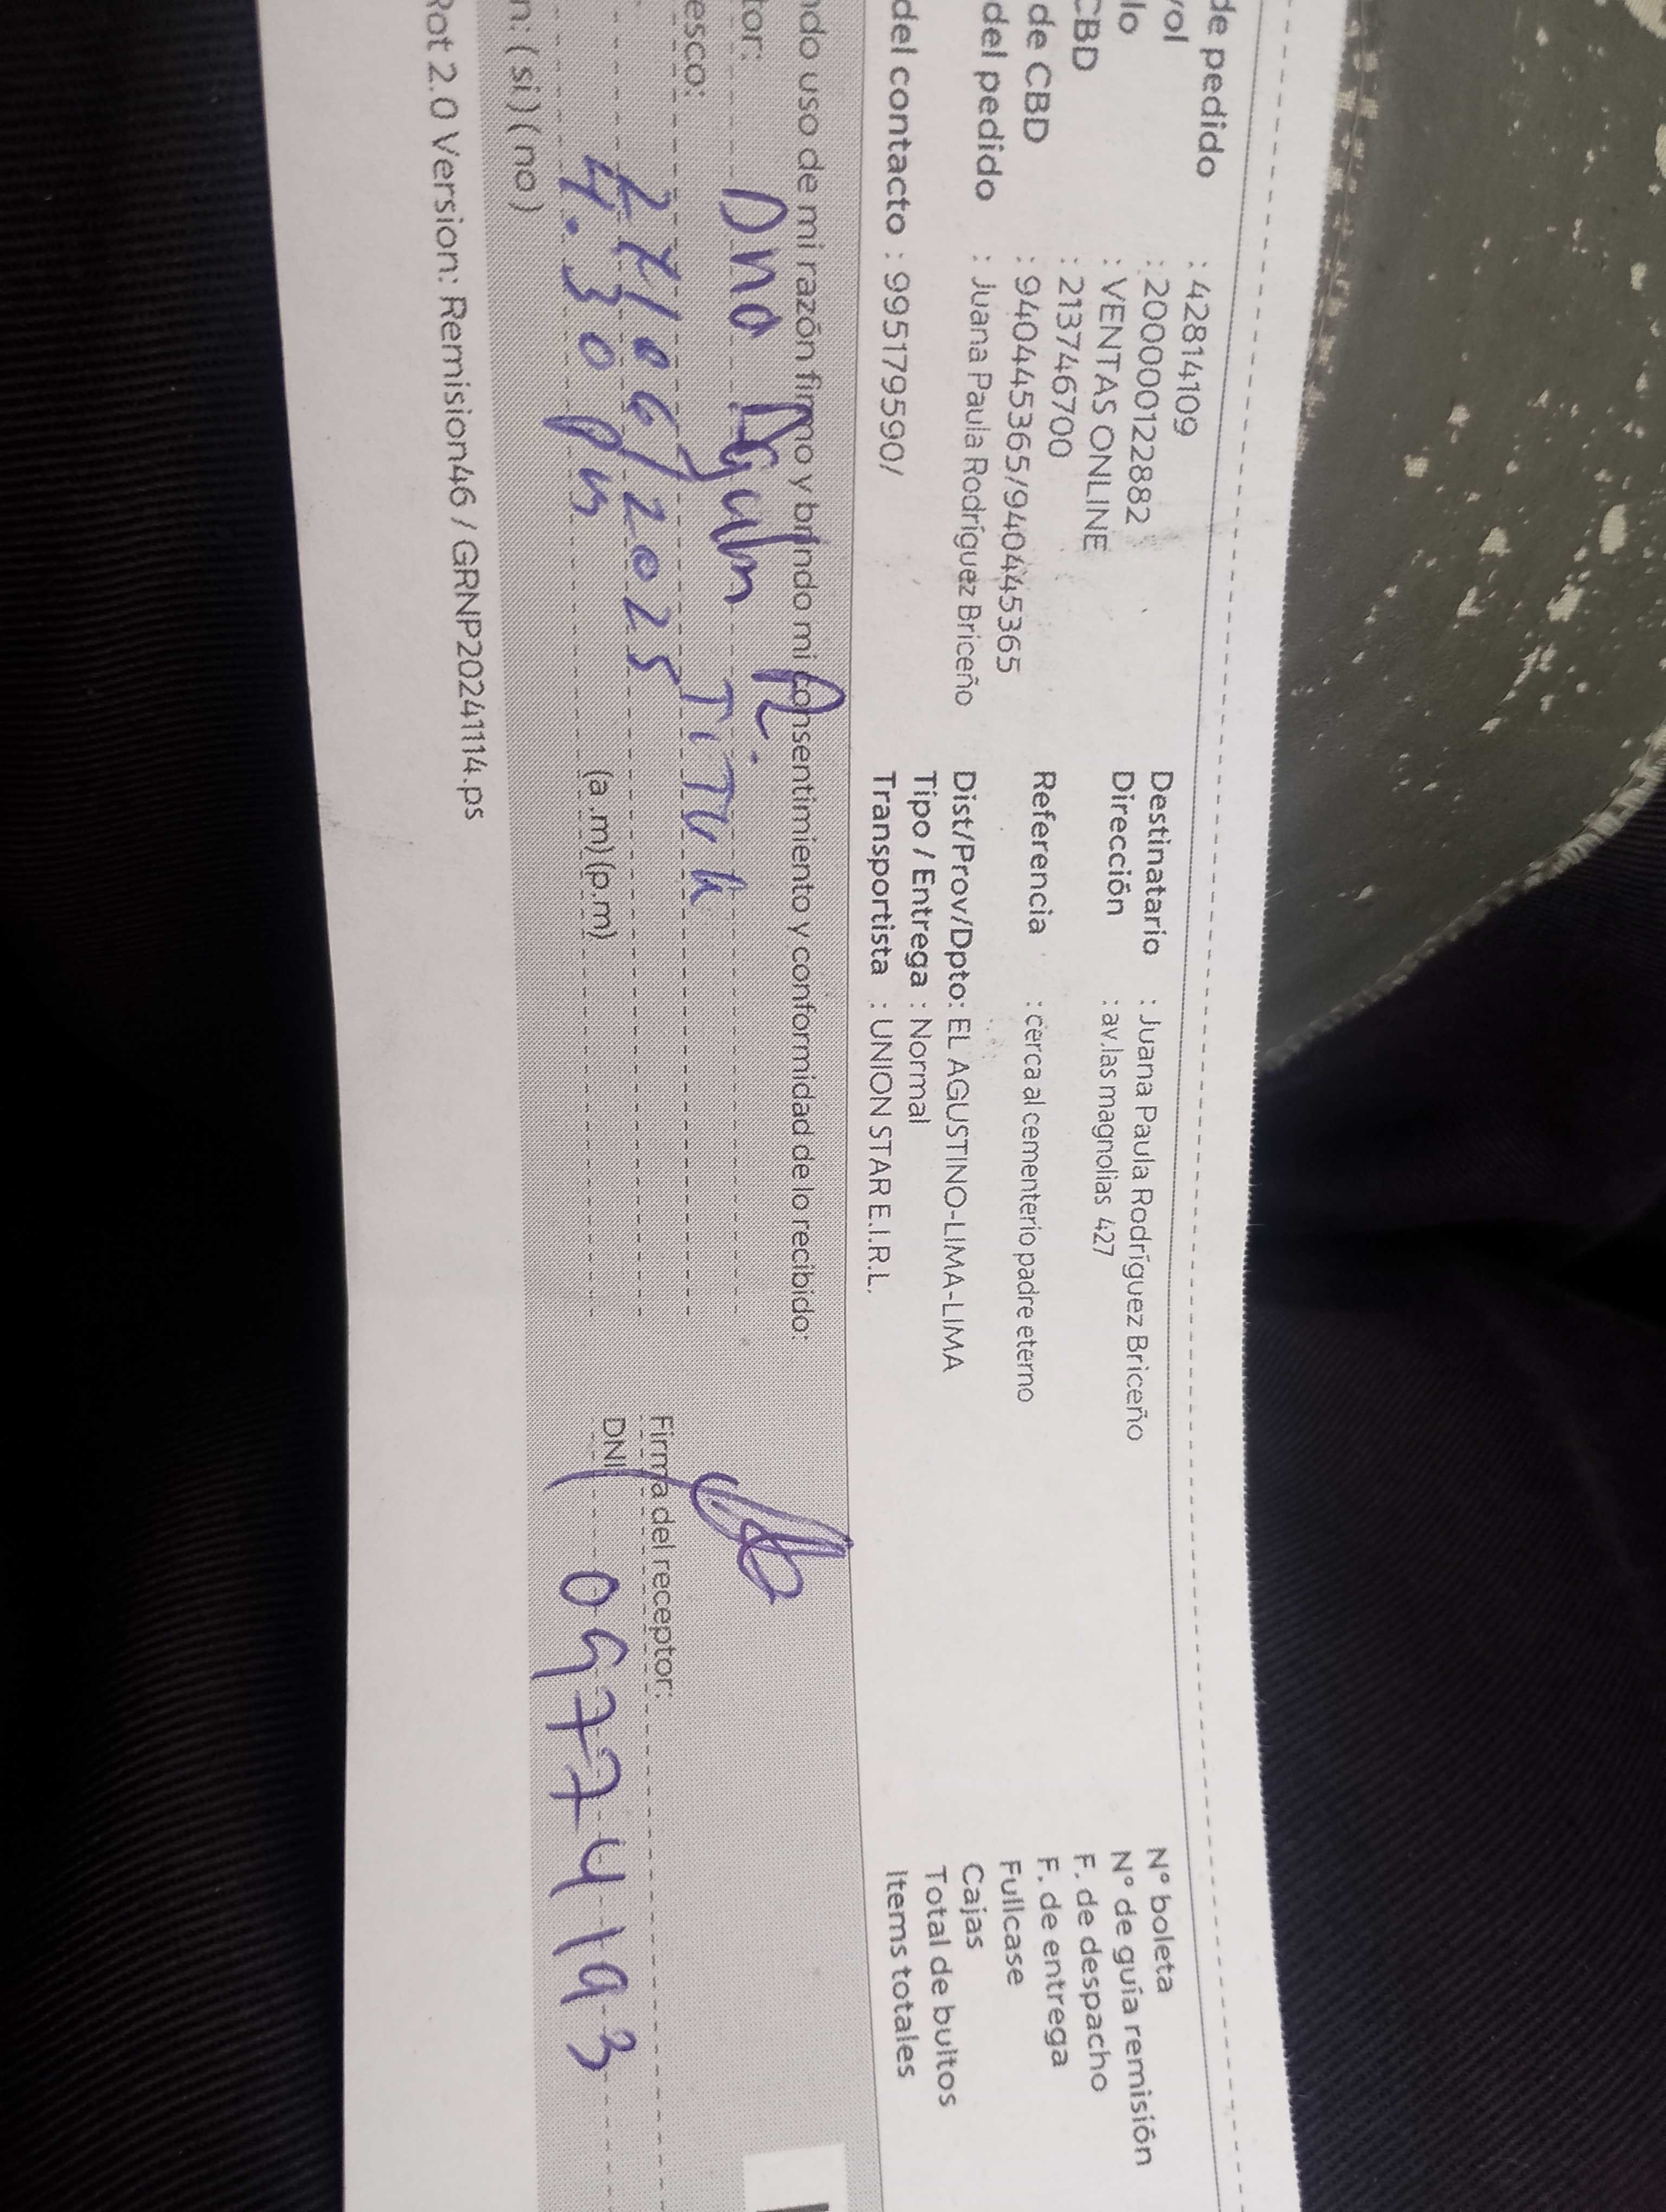 de pedido : 42814109
vol : 2000000122882
lo : VENTAS ONLINE
CBD : 213746700
de CBD : 940445365/940445365
del pedido : Juana Paula Rodríguez Briceño
del contacto : 995179590/
Destinatario : Juana Paula Rodríguez Briceño
Dirección : av.las magnolias 427
Referencia : cerca al cementerio padre eterno
Dist/Prov/Dpto: EL AGUSTINO-LIMA-LIMA
Tipo / Entrega : Normal
Transportista : UNION STAR E.I.R.L.
N° boleta
N° de guía remisión
F. de despacho
F. de entrega
Fullcase
Cajas
Total de bultos
Items totales
ndo uso de mi razón firmo y brindo mi consentimiento y conformidad de lo recibido:
tor:
esco: TiTuh
27/06/2025
4.30 pm (a .m) (p.m)
n: ( si ) ( no )
Firma del receptor:
DNI: 09774193
Rot 2.0 Version: Remision46 / GRNP20241114.ps